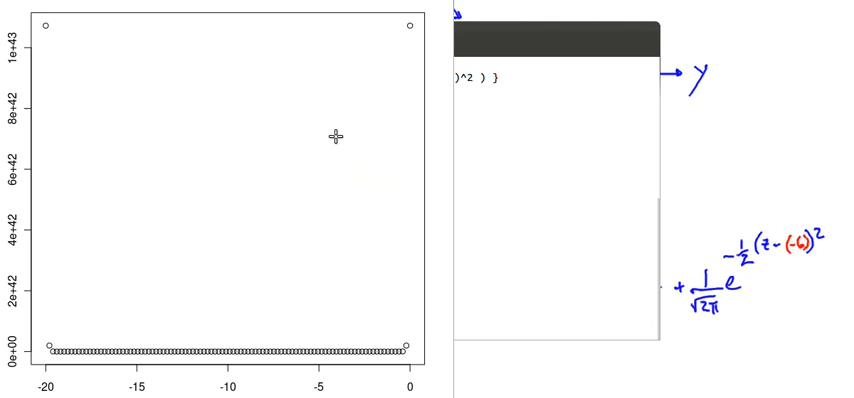 1e+43
8e+42
6e+42
4e+42
2e+42
0e+00
-20 -15 -10 -5 0
)^2 ) }
y
+ 1/√2π e^-1/2(z-(-6))^2